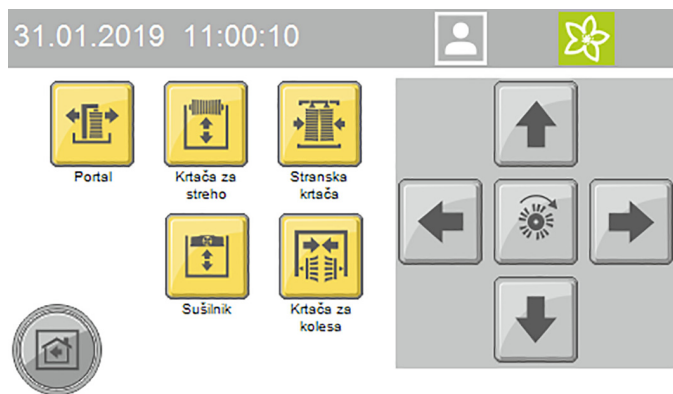 31.01.2019 11:00:10
Portal
Krtača za
streho
Stranska
krtača
Sušilnik
Krtača za
kolesa